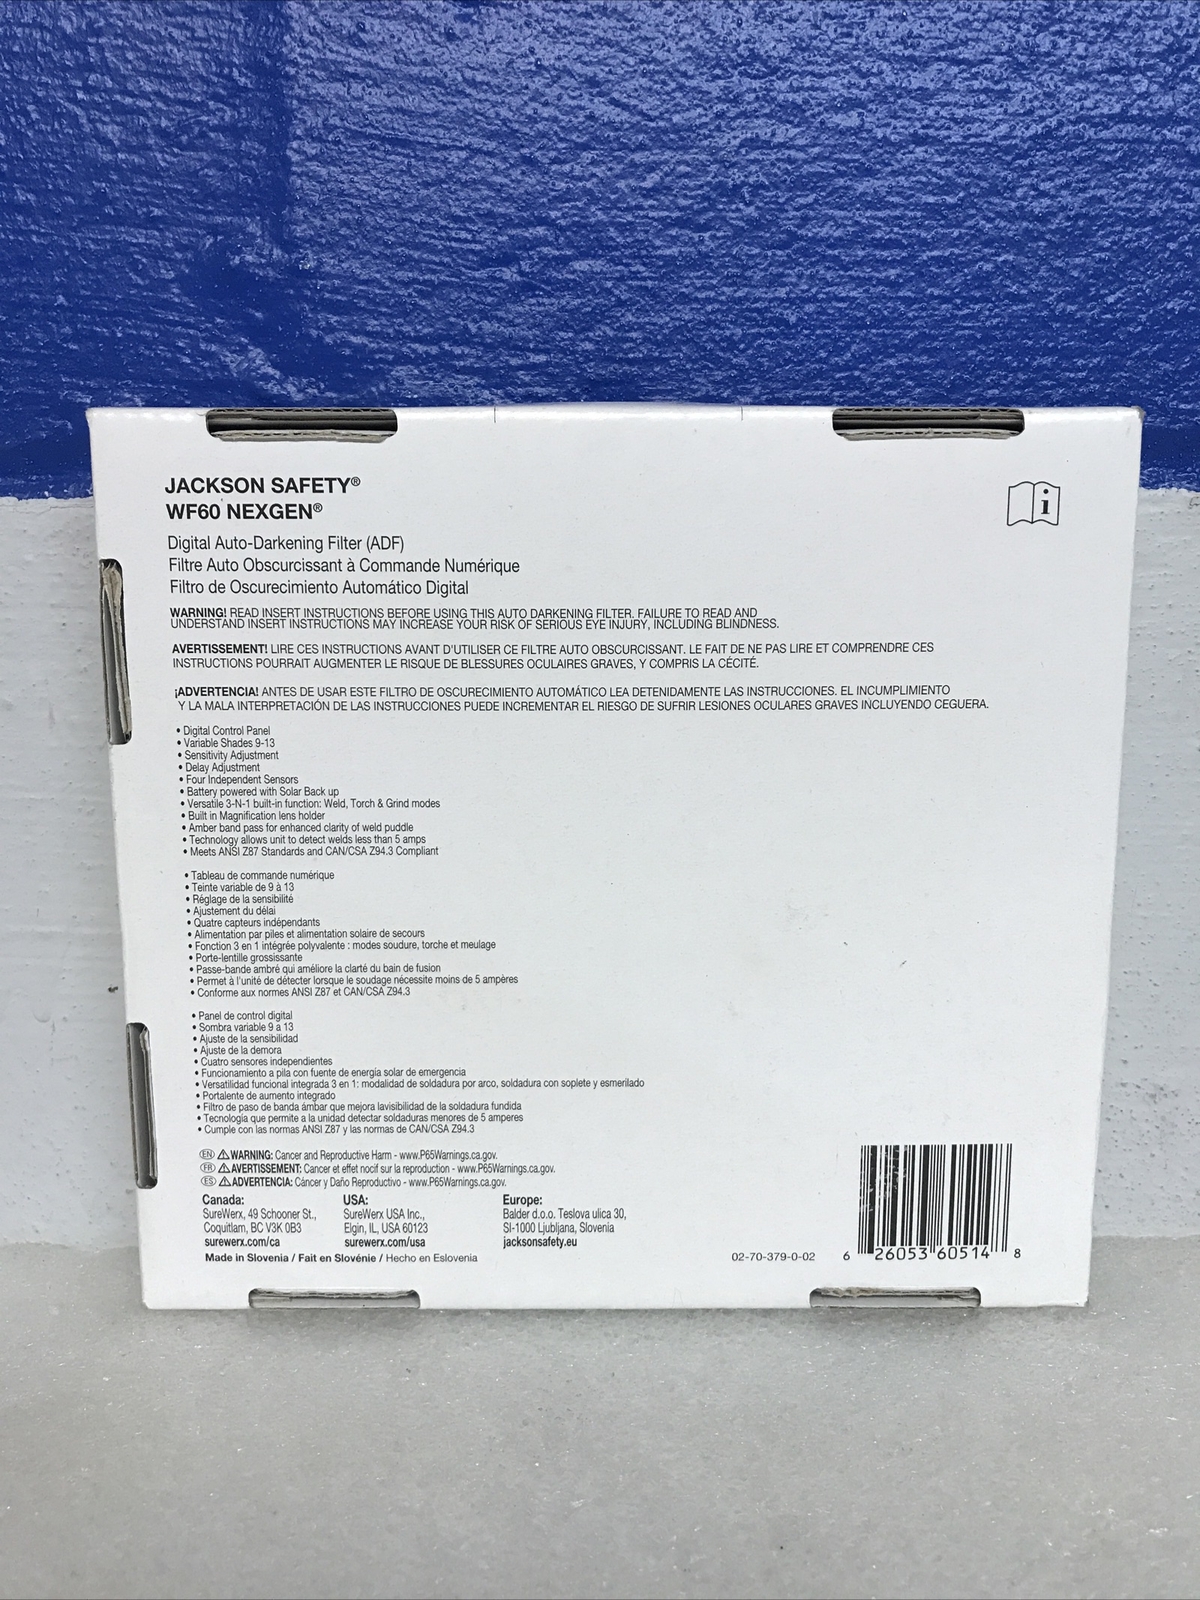 JACKSON SAFETY®
WF60 NEXGEN®
i
Digital Auto-Darkening Filter (ADF)
Filtre Auto Obscurcissant à Commande Numérique
Filtro de Oscurecimiento Automático Digital
WARNING! READ INSERT INSTRUCTIONS BEFORE USING THIS AUTO DARKENING FILTER. FAILURE TO READ AND
UNDERSTAND INSERT INSTRUCTIONS MAY INCREASE YOUR RISK OF SERIOUS EYE INJURY, INCLUDING BLINDNESS.
AVERTISSEMENT! LIRE CES INSTRUCTIONS AVANT D'UTILISER CE FILTRE AUTO OBSCURCISSANT. LE FAIT DE NE PAS LIRE ET COMPRENDRE CES
INSTRUCTIONS POURRAIT AUGMENTER LE RISQUE DE BLESSURES OCULAIRES GRAVES, Y COMPRIS LA CÉCITÉ.
¡ADVERTENCIA! ANTES DE USAR ESTE FILTRO DE OSCURECIMIENTO AUTOMÁTICO LEA DETENIDAMENTE LAS INSTRUCCIONES. EL INCUMPLIMIENTO
Y LA MALA INTERPRETACIÓN DE LAS INSTRUCCIONES PUEDE INCREMENTAR EL RIESGO DE SUFRIR LESIONES OCULARES GRAVES INCLUYENDO CEGUERA.
• Digital Control Panel
• Variable Shades 9-13
• Sensitivity Adjustment
• Delay Adjustment
• Four Independent Sensors
• Battery powered with Solar Back up
• Versatile 3-N-1 built-in function: Weld, Torch & Grind modes
• Built in Magnification lens holder
• Amber band pass for enhanced clarity of weld puddle
• Technology allows unit to detect welds less than 5 amps
• Meets ANSI Z87 Standards and CAN/CSA Z94.3 Compliant
• Tableau de commande numérique
• Teinte variable de 9 à 13
• Réglage de la sensibilité
• Ajustement du délai
• Quatre capteurs indépendants
• Alimentation par piles et alimentation solaire de secours
• Fonction 3 en 1 intégrée polyvalente : modes soudure, torche et meulage
• Porte-lentille grossissante
• Passe-bande ambré qui améliore la clarté du bain de fusion
• Permet à l'unité de détecter lorsque le soudage nécessite moins de 5 ampères
• Conforme aux normes ANSI Z87 et CAN/CSA Z94.3
• Panel de control digital
• Sombra variable 9 a 13
• Ajuste de la sensibilidad
• Ajuste de la demora
• Cuatro sensores independientes
• Funcionamiento a pila con fuente de energía solar de emergencia
• Versatilidad funcional integrada 3 en 1: modalidad de soldadura por arco, soldadura con soplete y esmerilado
• Portalente de aumento integrado
• Filtro de paso de banda ámbar que mejora lavisibilidad de la soldadura fundida
• Tecnología que permite a la unidad detectar soldaduras menores de 5 amperes
• Cumple con las normas ANSI Z87 y las normas de CAN/CSA Z94.3
EN ⚠WARNING: Cancer and Reproductive Harm - www.P65Warnings.ca.gov.
FR ⚠AVERTISSEMENT: Cancer et effet nocif sur la reproduction - www.P65Warnings.ca.gov.
ES ⚠ADVERTENCIA: Cáncer y Daño Reproductivo - www.P65Warnings.ca.gov.
Canada:
SureWerx, 49 Schooner St.,
Coquitlam, BC V3K 0B3
surewerx.com/ca
USA:
SureWerx USA Inc.,
Elgin, IL, USA 60123
surewerx.com/usa
Europe:
Balder d.o.o. Teslova ulica 30,
SI-1000 Ljubljana, Slovenia
jacksonsafety.eu
Made in Slovenia / Fait en Slovénie / Hecho en Eslovenia
02-70-379-0-02
6 26053 60514 8